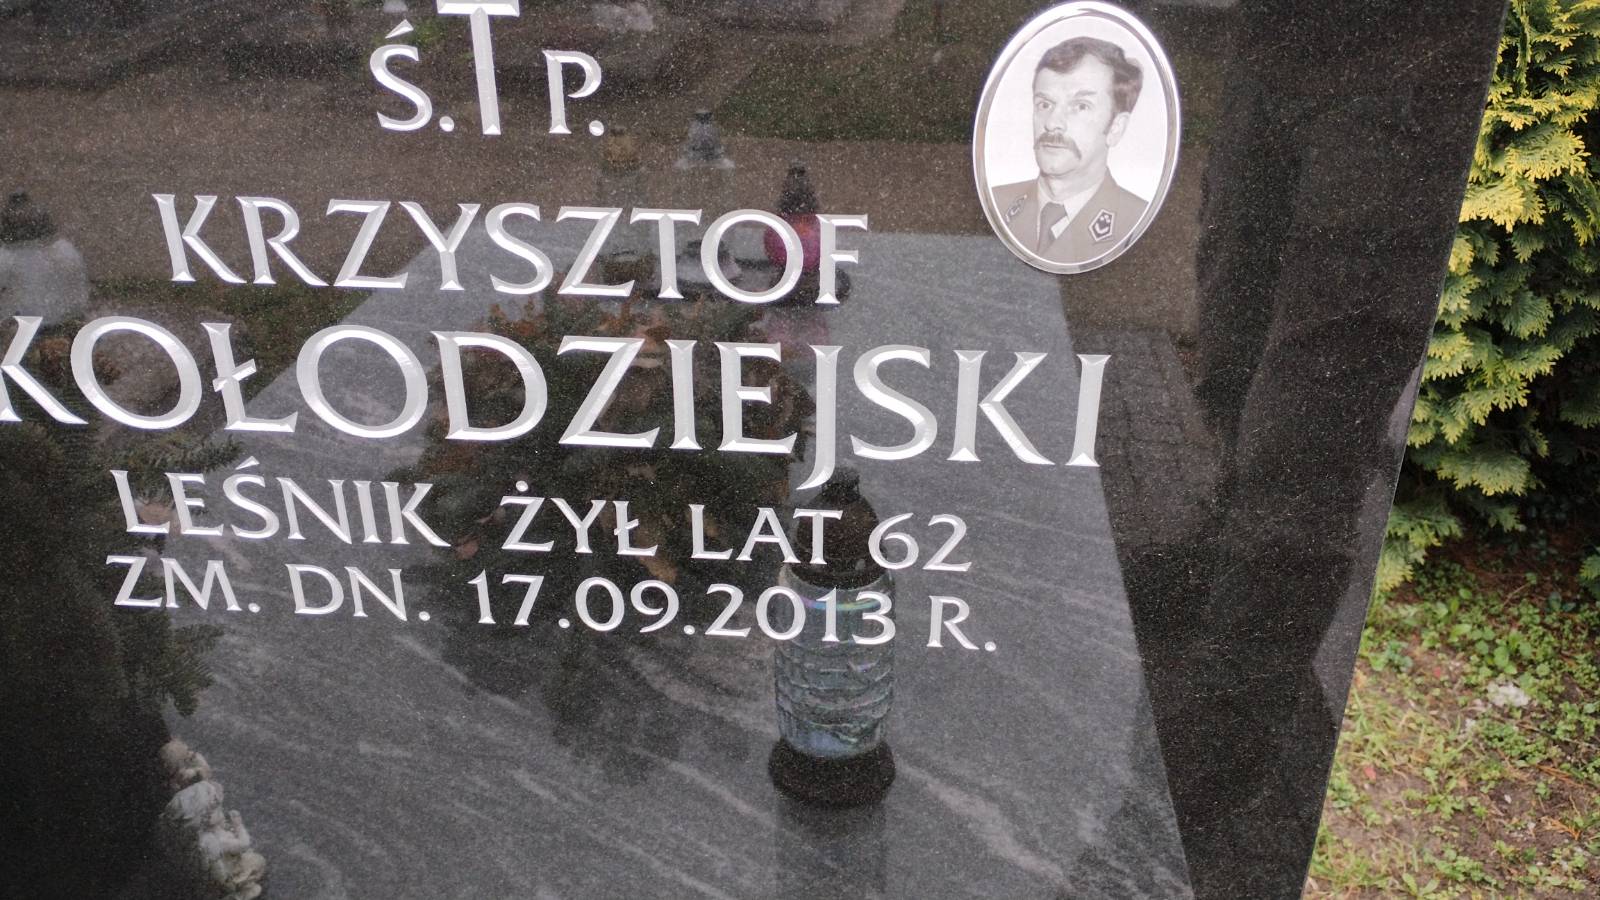 Ś. P.
KRZYSZTOF
KOŁODZIEJSKI
LEŚNIK ŻYŁ LAT 62
ZM. DN. 17.09.2013 R.